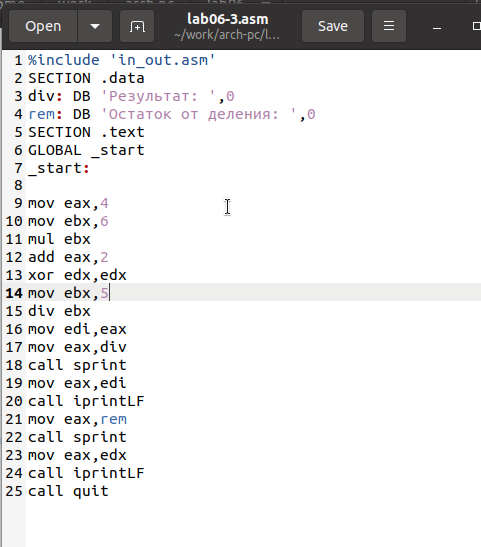 Open
lab06-3.asm
~/work/arch-pc/l...
Save
1 %include 'in_out.asm'
2 SECTION .data
3 div: DB 'Результат: ',0
4 rem: DB 'Остаток от деления: ',0
5 SECTION .text
6 GLOBAL _start
7 _start:
8
9 mov eax,4
10 mov ebx,6
11 mul ebx
12 add eax,2
13 xor edx,edx
14 mov ebx,5
15 div ebx
16 mov edi,eax
17 mov eax,div
18 call sprint
19 mov eax,edi
20 call iprintLF
21 mov eax,rem
22 call sprint
23 mov eax,edx
24 call iprintLF
25 call quit